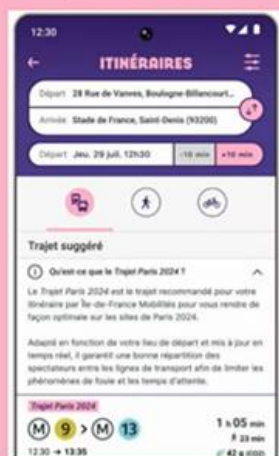 12:30
ITINÉRAIRES
Départ 28 Rue de Vanves, Boulogne-Billancourt...
Arrivée Stade de France, Saint-Denis (93200)
Départ Jeu. 29 juil. 12h30 -10 min +10 min
Trajet suggéré
Qu'est-ce que le Trajet Paris 2024 ?
Le Trajet Paris 2024 est le trajet recommandé pour votre
itinéraire par Île-de-France Mobilités pour vous rendre de
façon optimale sur les sites de Paris 2024.
Adapté en fonction de votre lieu de départ et mis à jour en
temps réel, il garantit une bonne répartition des
spectateurs entre les lignes de transport afin de limiter les
phénomènes de foule et les temps d'attente.
Trajet Paris 2024
M 9 > M 13 1 h 05 min
23 min
12:30 → 13:35 42 g